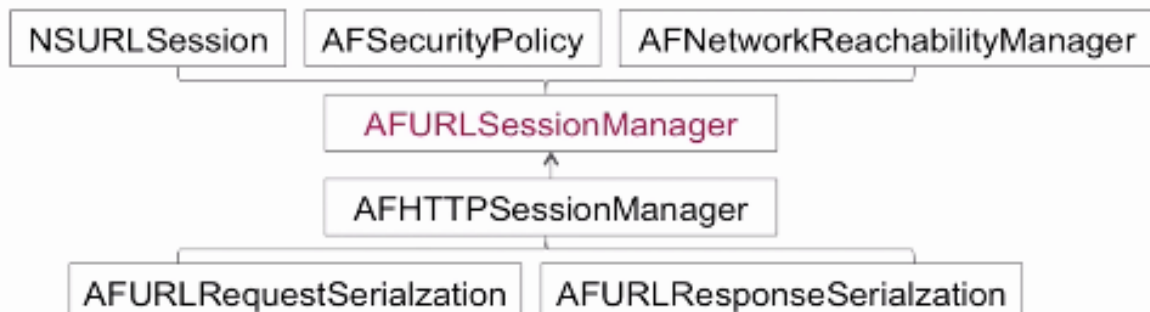 NSURLSession
AFSecurityPolicy
AFNetworkReachabilityManager
AFURLSessionManager
AFHTTPSessionManager
AFURLRequestSerialzation
AFURLResponseSerialzation